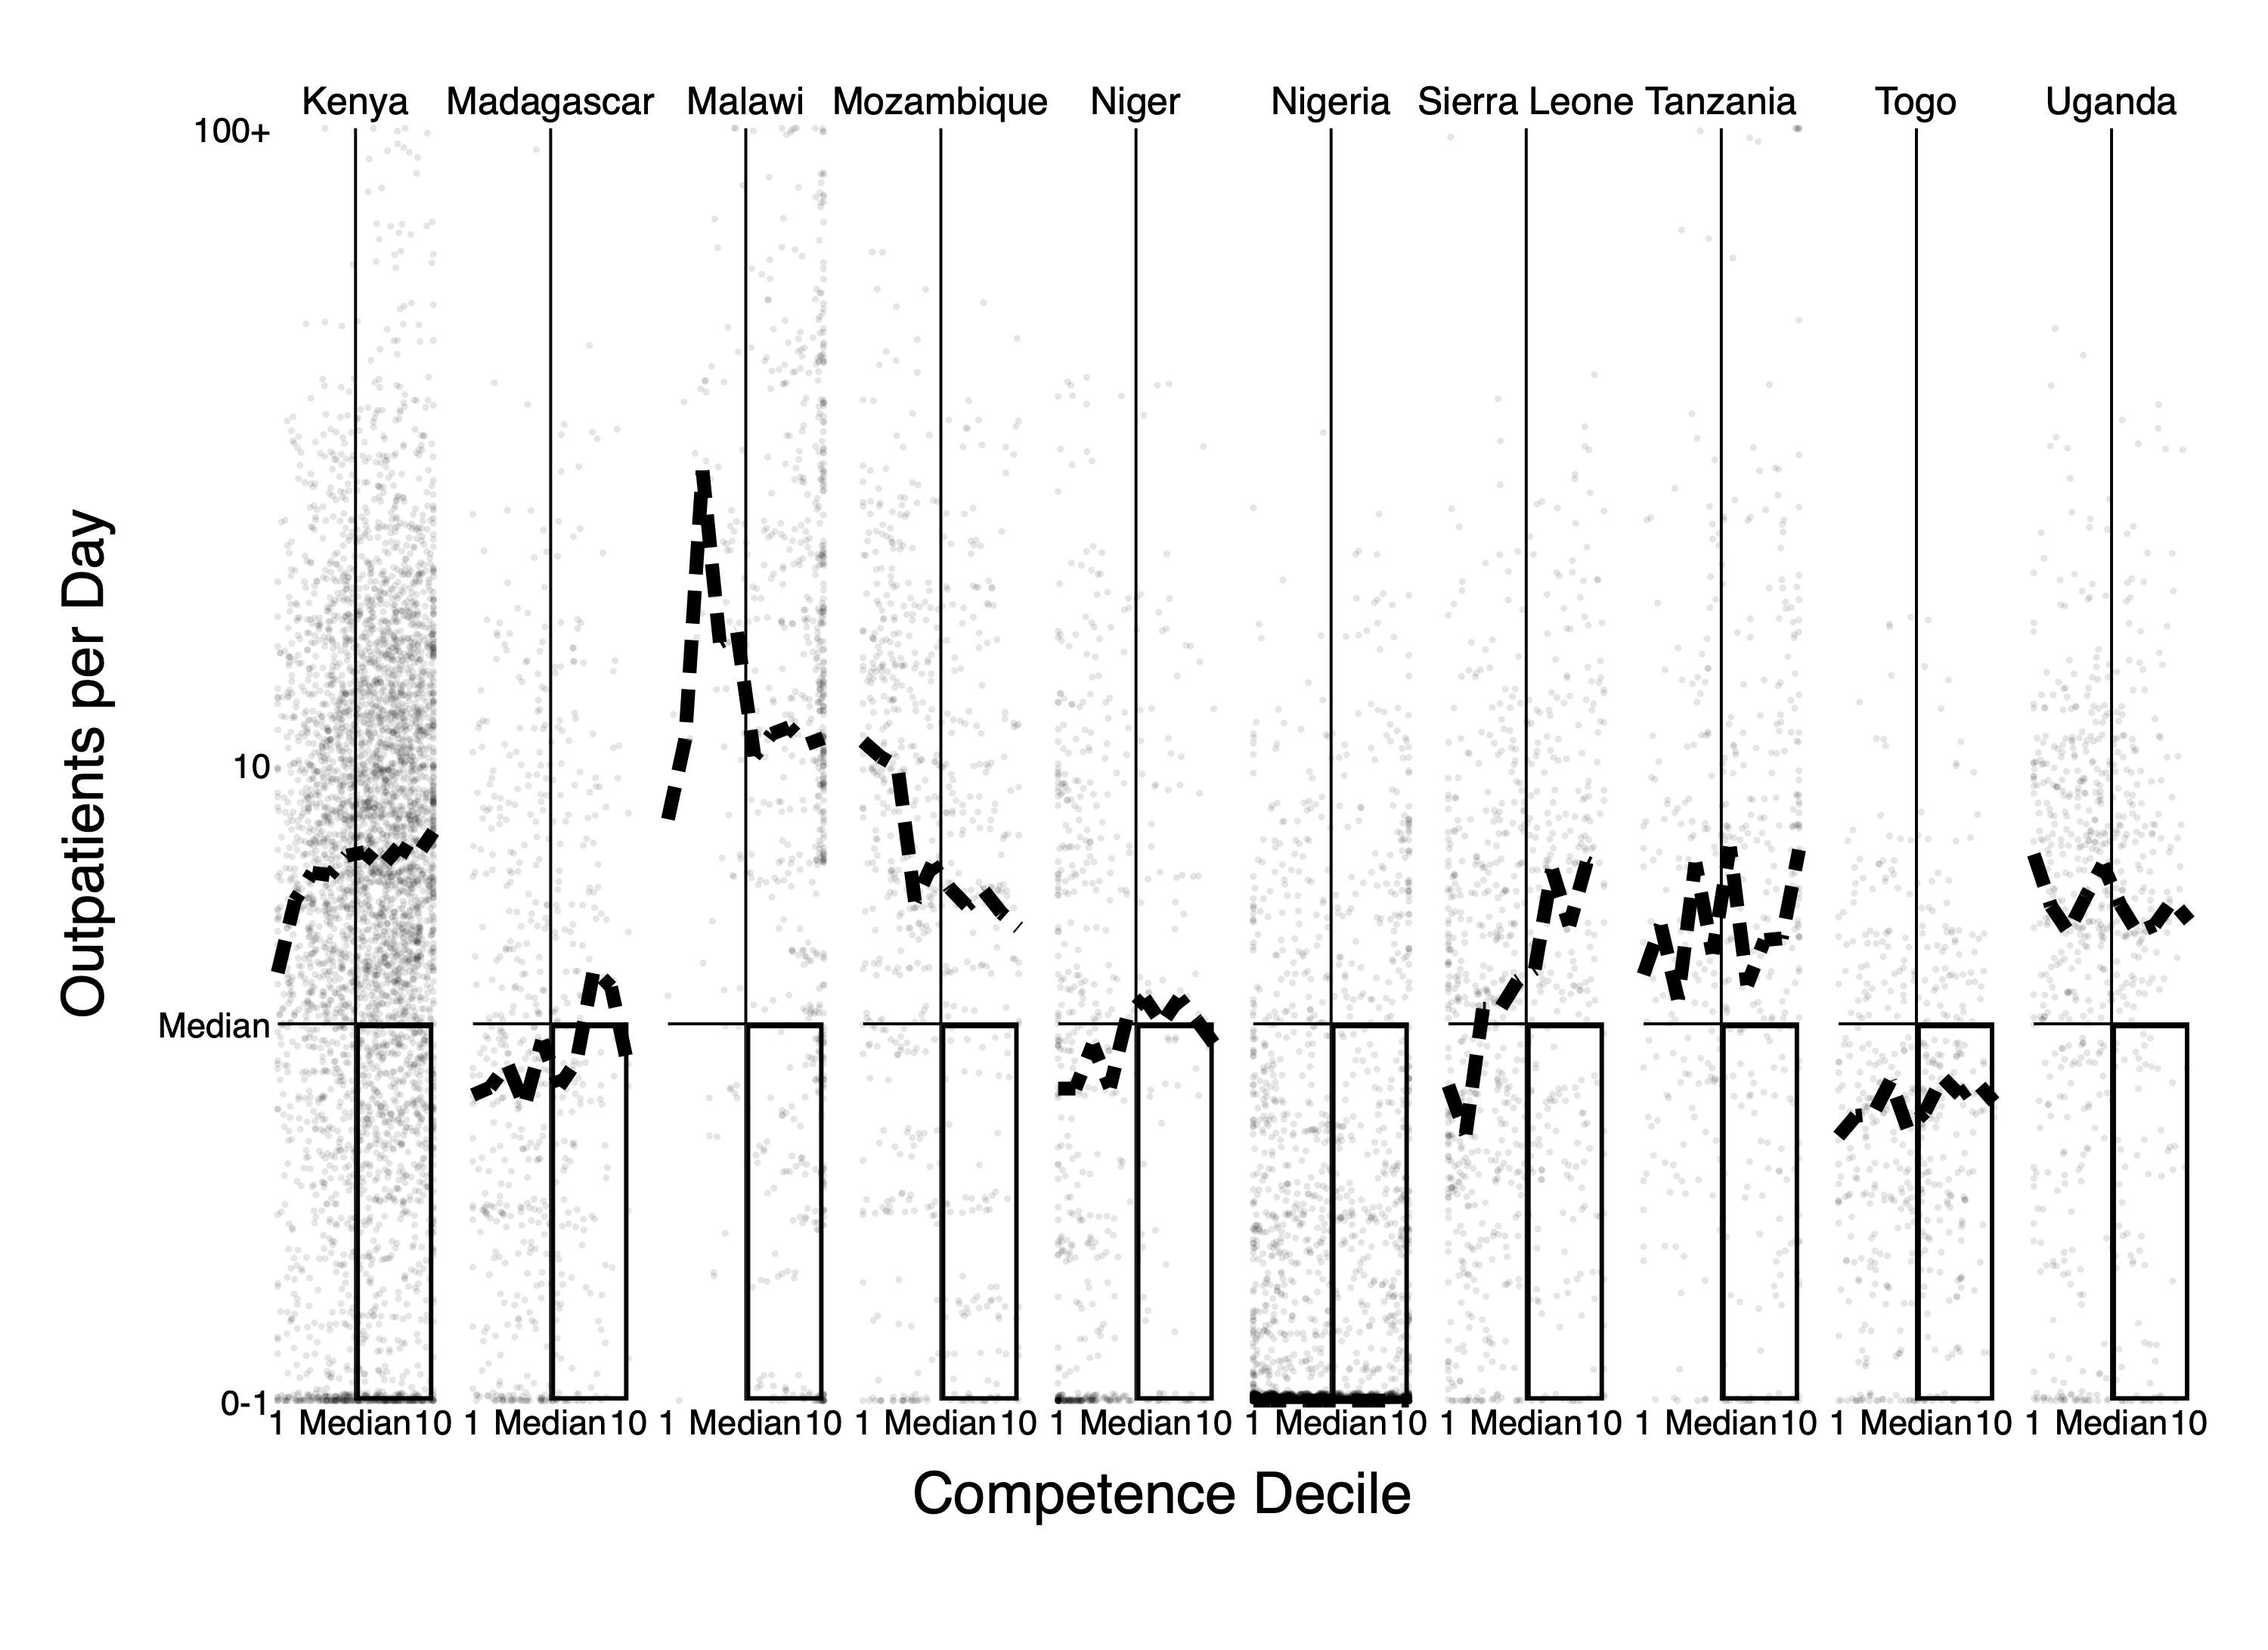 Kenya Madagascar Malawi Mozambique Niger Nigeria Sierra Leone Tanzania Togo Uganda
100+
10
Median
0-1
Outpatients per Day
1 Median 10 1 Median 10 1 Median 10 1 Median 10 1 Median 10 1 Median 10 1 Median 10 1 Median 10 1 Median 10 1 Median 10
Competence Decile